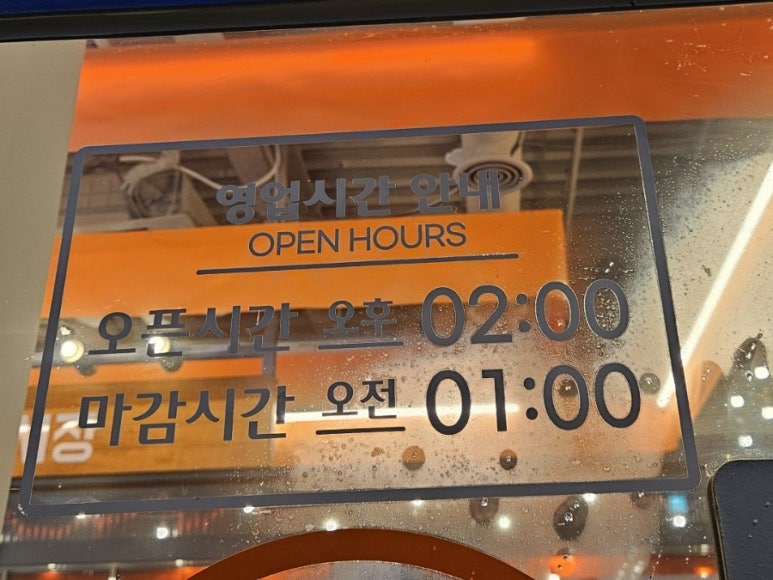 영업시간 안내
OPEN HOURS
오픈시간 오후 02:00
마감시간 오전 01:00